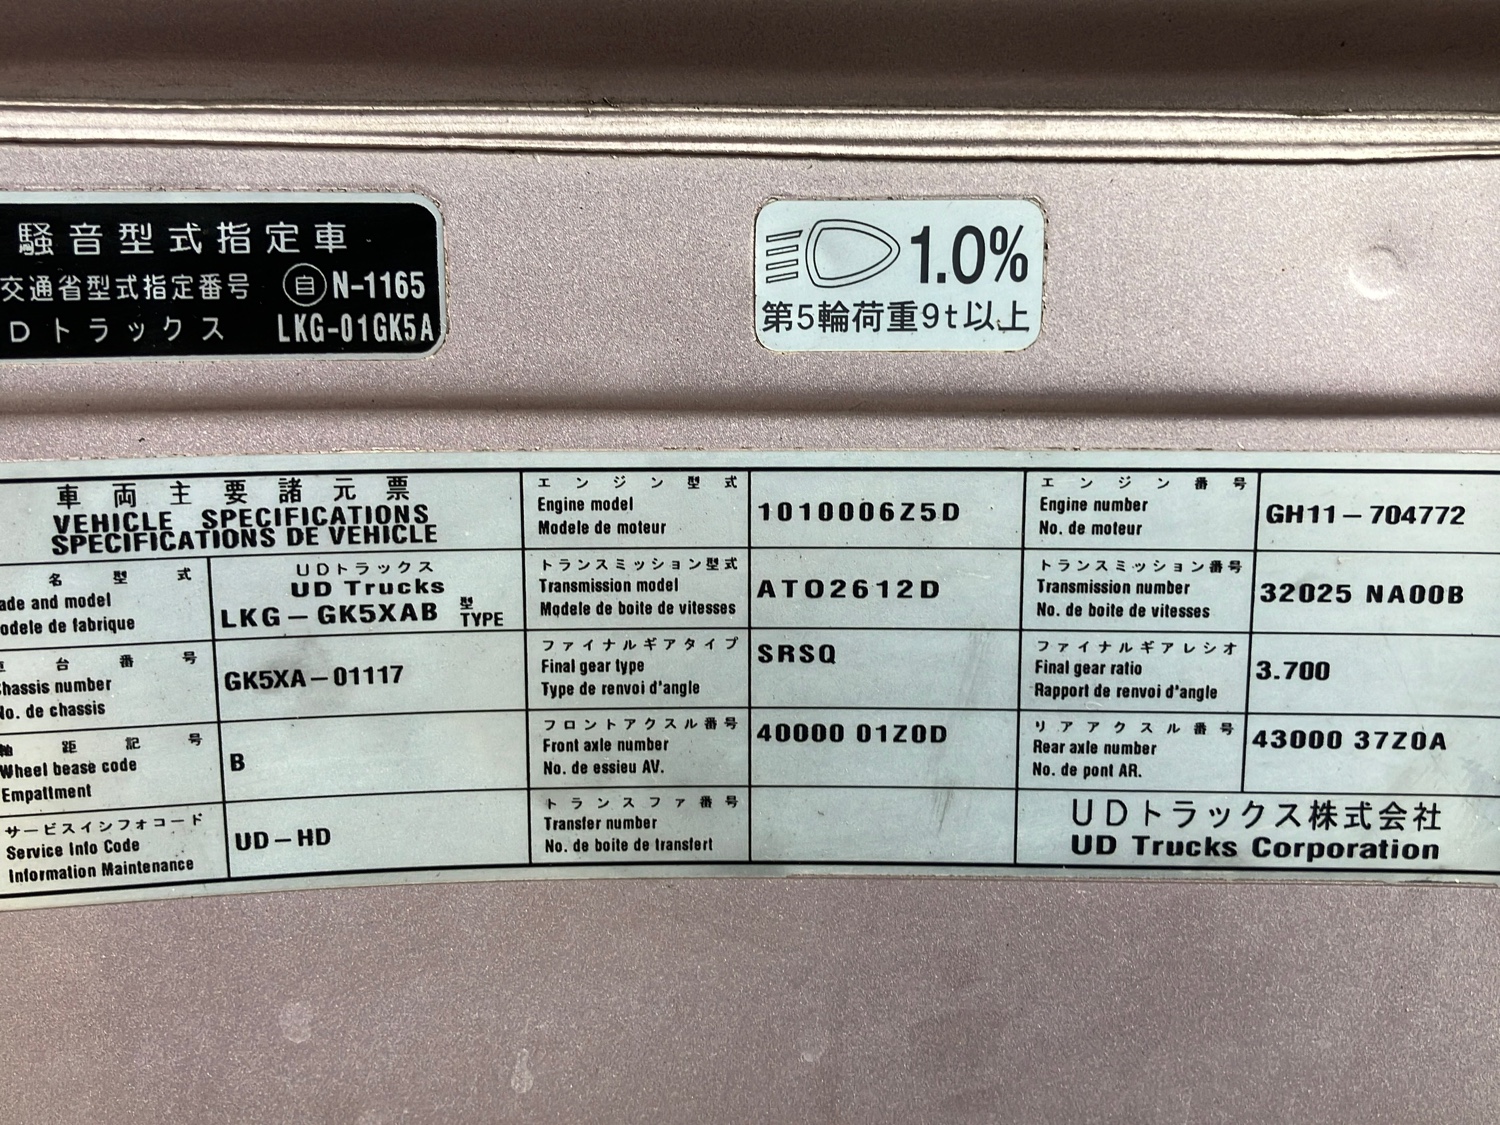 騒音型式指定車
交通省型式指定番号 自 N-1165
Dトラックス LKG-01GK5A
1.0%
第5輪荷重9t以上
車両主要諸元票
VEHICLE SPECIFICATIONS
SPECIFICATIONS DE VEHICLE
名型式
ade and model
odele de fabrique
UDトラックス
UD Trucks
LKG-GK5XAB 型 TYPE
台番号
hassis number
No. de chassis
GK5XA-01117
軸距記号
Wheel bease code
Empattment
B
サービスインフォコード
Service Info Code
Information Maintenance
UD-HD
エンジン型式
Engine model
Modele de moteur
1010006Z5D
トランスミッション型式
Transmission model
Modele de boite de vitesses
ATO2612D
ファイナルギアタイプ
Final gear type
Type de renvoi d'angle
SRSQ
フロントアクスル番号
Front axle number
No. de essieu AV.
40000 01Z0D
トランスファ番号
Transfer number
No. de boite de transfert
エンジン番号
Engine number
No. de moteur
GH11-704772
トランスミッション番号
Transmission number
No. de boite de vitesses
32025 NA00B
ファイナルギアレシオ
Final gear ratio
Rapport de renvoi d'angle
3.700
リアアクスル番号
Rear axle number
No. de pont AR.
43000 37Z0A
UDトラックス株式会社
UD Trucks Corporation